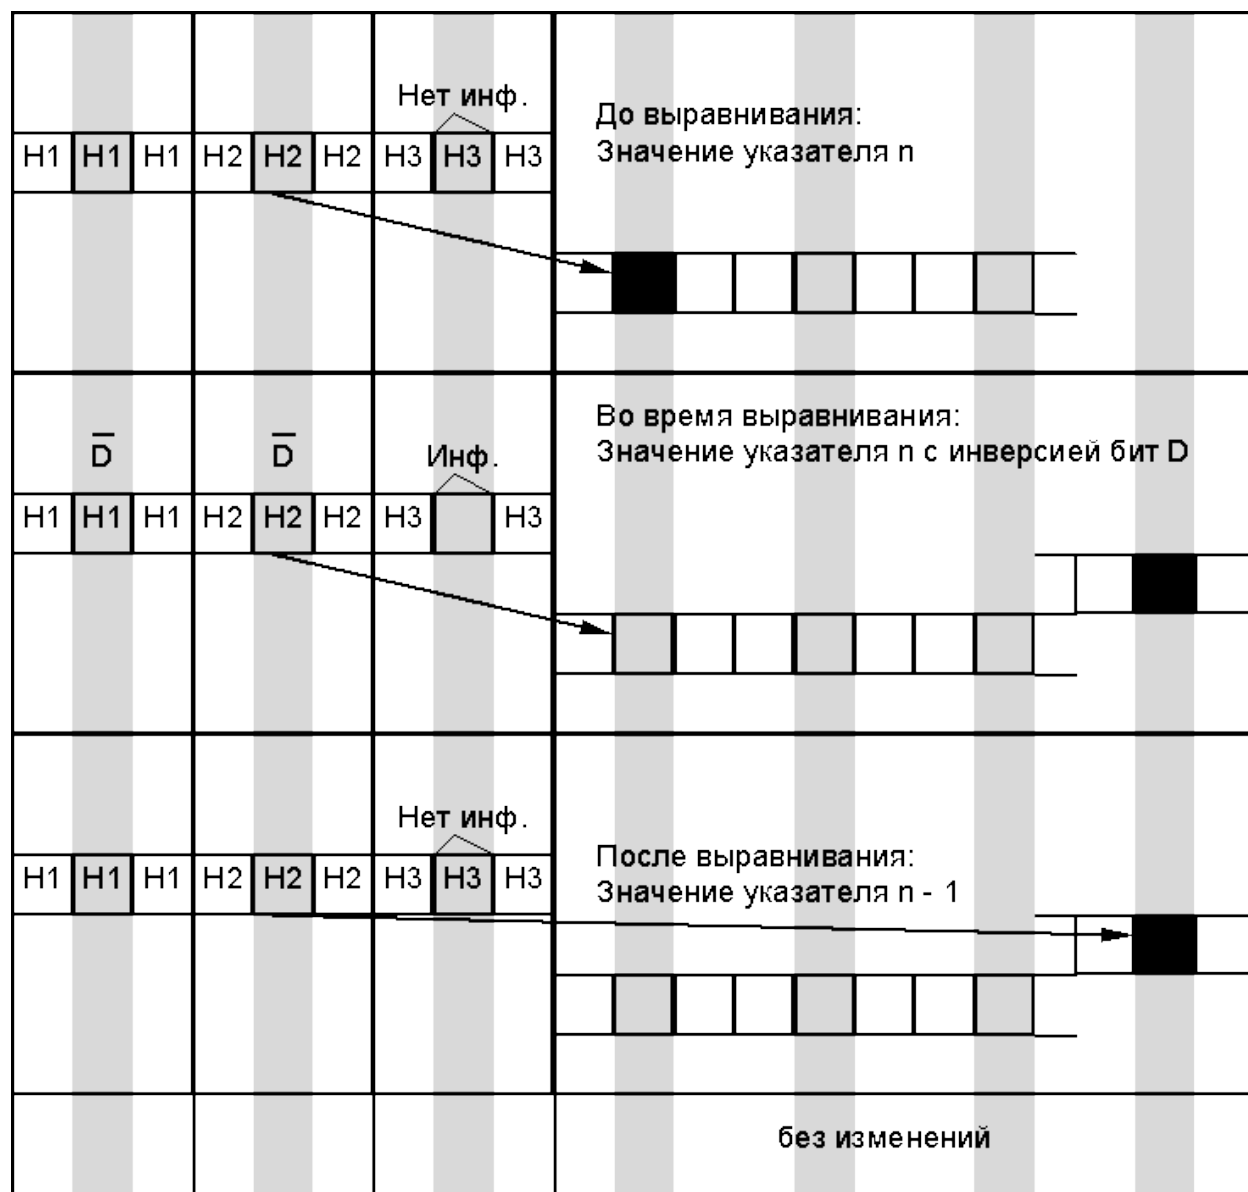 Нет инф.
До выравнивания:
Значение указателя n
H1 H1 H1 H2 H2 H2 H3 H3 H3
Во время выравнивания:
Значение указателя n с инверсией бит D
D̅ D̅ Инф.
H1 H1 H1 H2 H2 H2 H3 H3
Нет инф.
После выравнивания:
Значение указателя n - 1
H1 H1 H1 H2 H2 H2 H3 H3 H3
без изменений